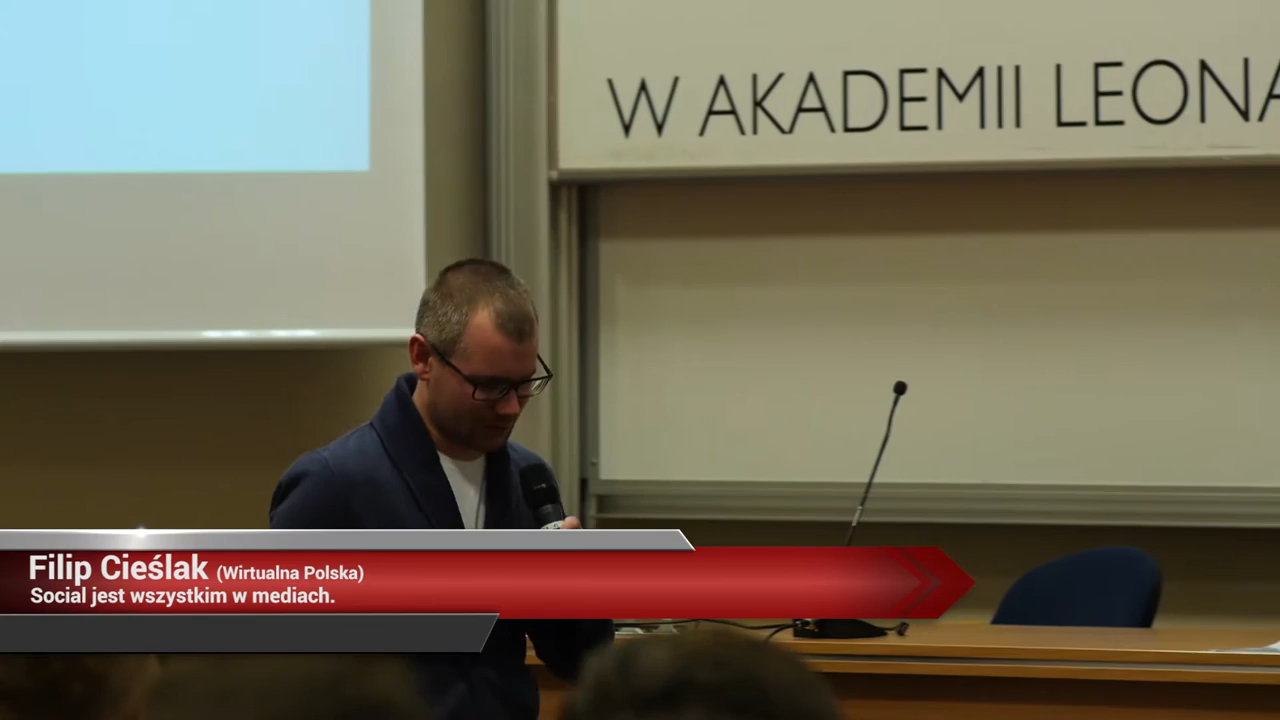 W AKADEMII LEONA
Filip Cieślak (Wirtualna Polska)
Social jest wszystkim w mediach.